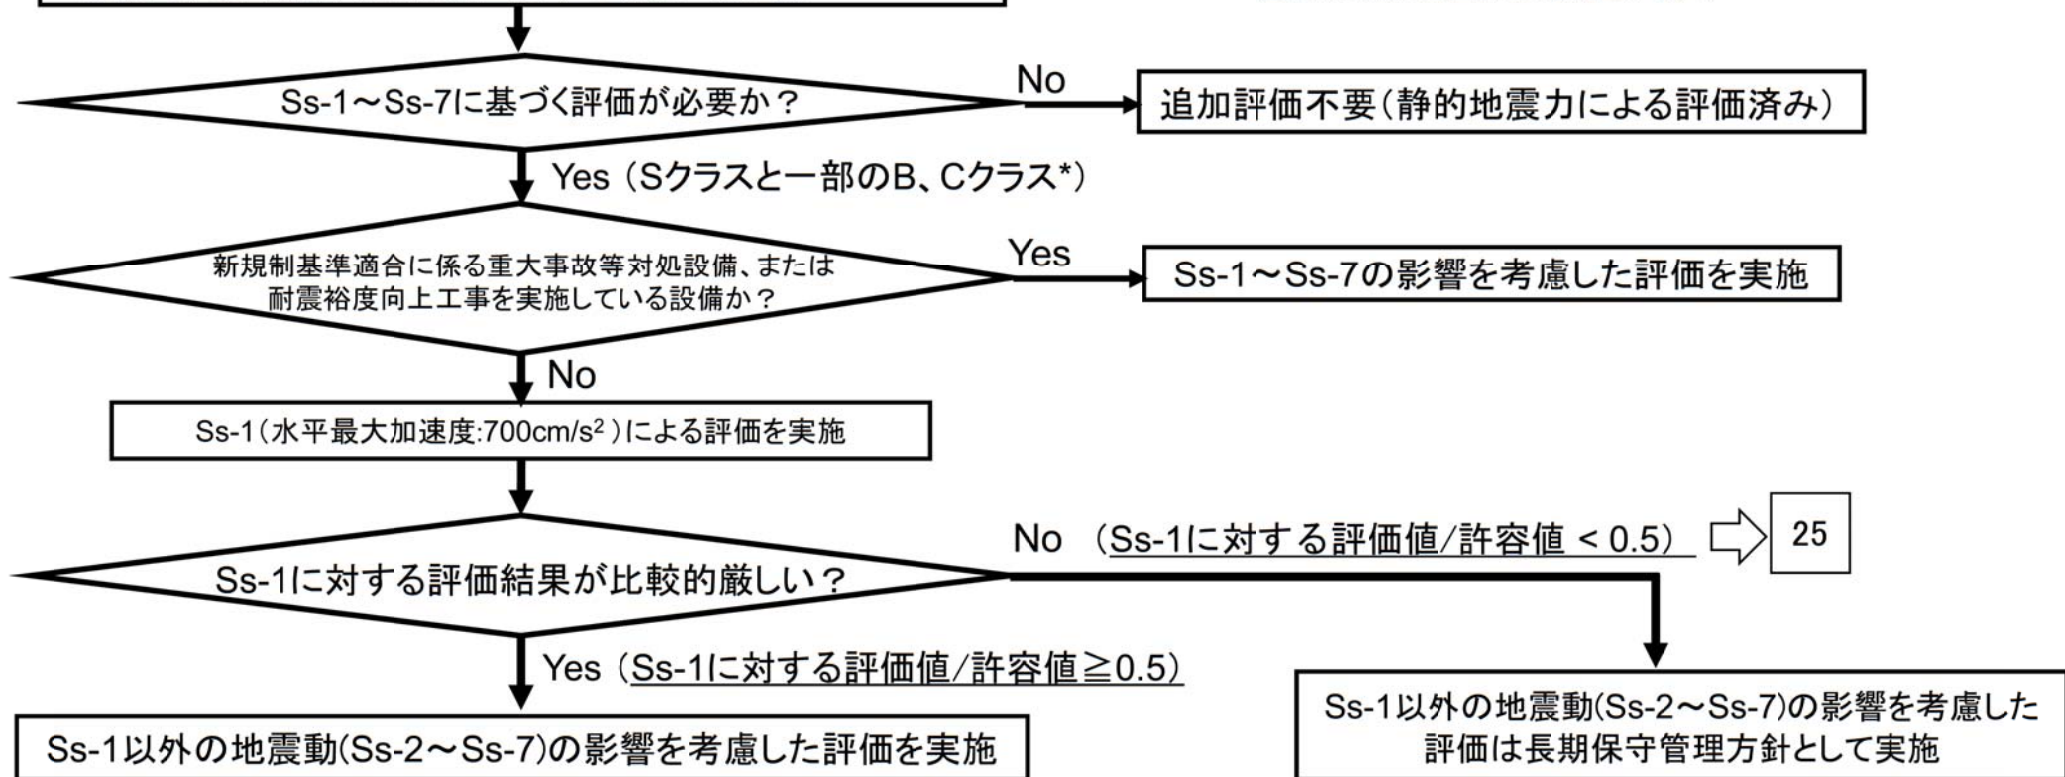 Ss-1～Ss-7に基づく評価が必要か？
No
追加評価不要（静的地震力による評価済み）
Yes（Sクラスと一部のB、Cクラス*）
新規制基準適合に係る重大事故等対処設備、または
耐震裕度向上工事を実施している設備か？
Yes
Ss-1～Ss-7の影響を考慮した評価を実施
No
Ss-1（水平最大加速度:700cm/s²）による評価を実施
Ss-1に対する評価結果が比較的厳しい？
No （Ss-1に対する評価値/許容値 < 0.5）
25
Yes（Ss-1に対する評価値/許容値≧0.5）
Ss-1以外の地震動(Ss-2～Ss-7)の影響を考慮した評価を実施
Ss-1以外の地震動(Ss-2～Ss-7)の影響を考慮した
評価は長期保守管理方針として実施